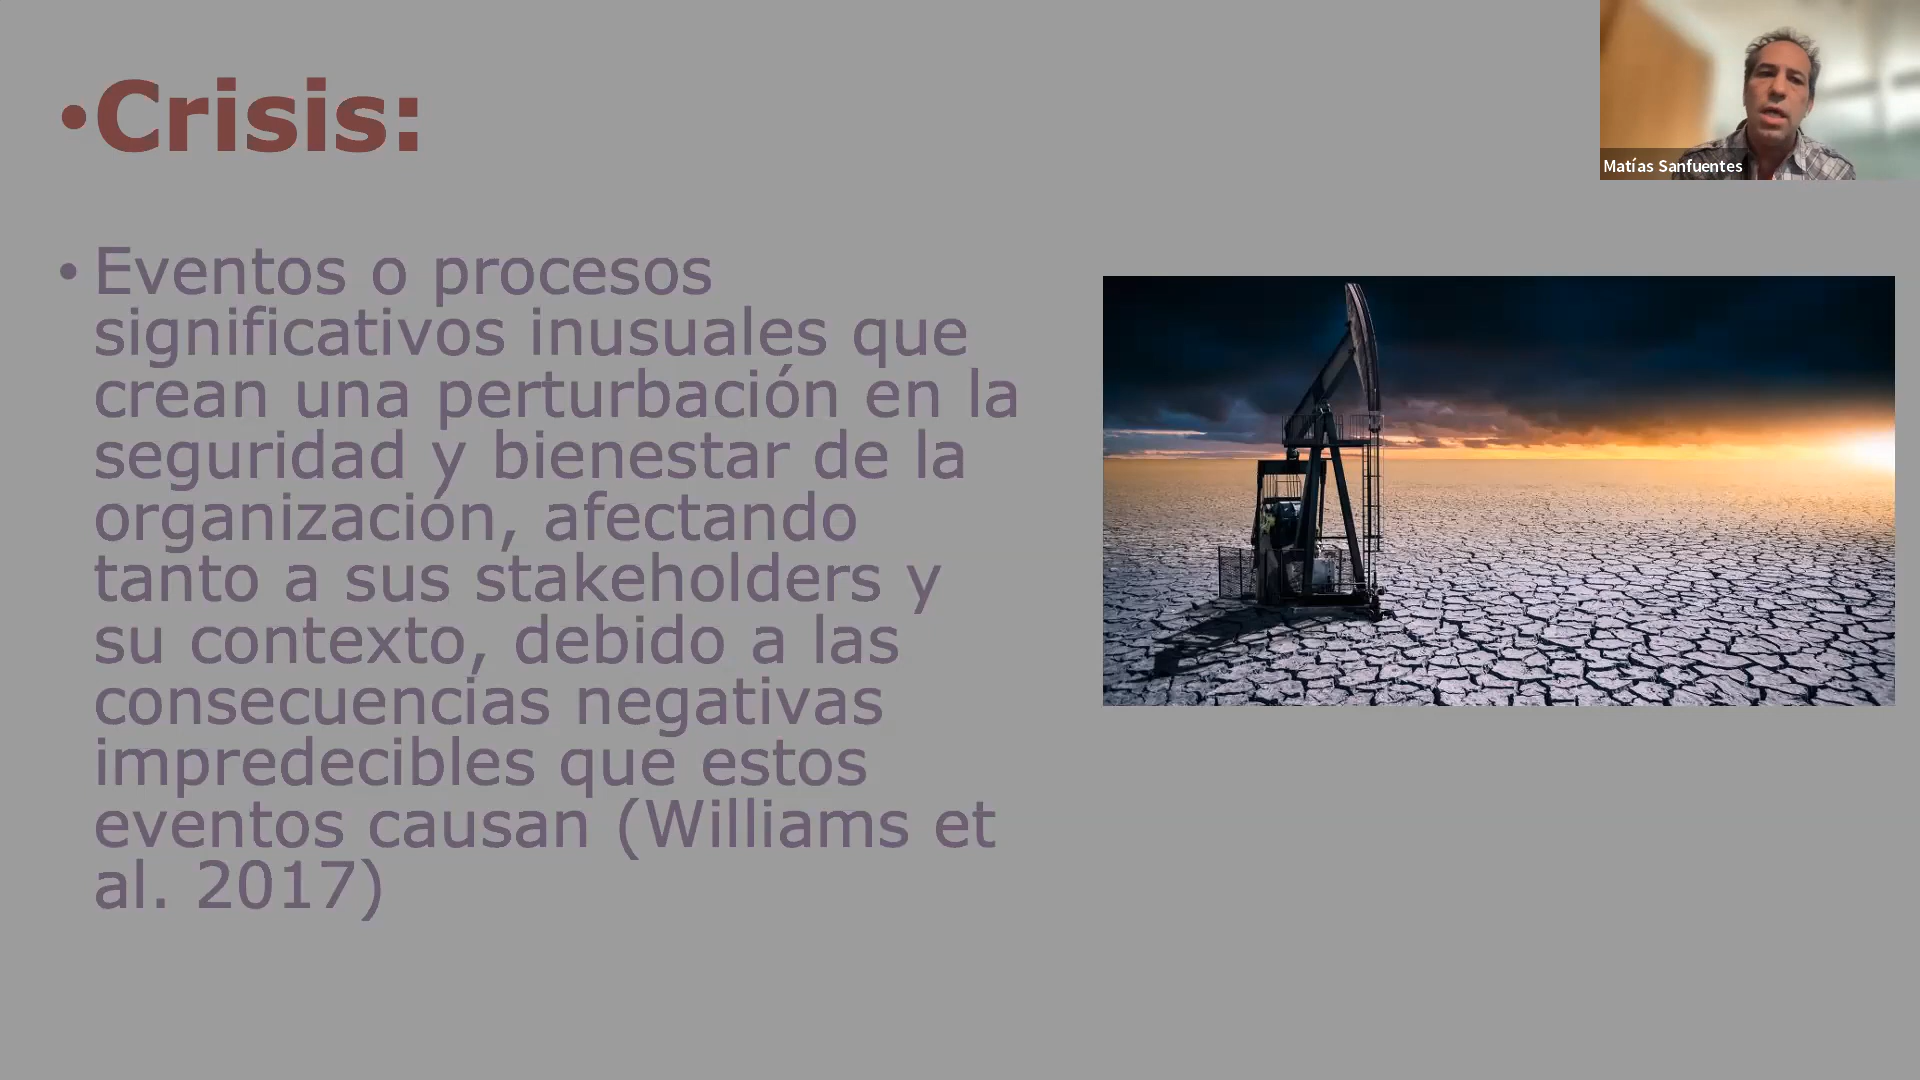 •Crisis:
Matías Sanfuentes
• Eventos o procesos
significativos inusuales que
crean una perturbación en la
seguridad y bienestar de la
organización, afectando
tanto a sus stakeholders y
su contexto, debido a las
consecuencias negativas
impredecibles que estos
eventos causan (Williams et
al. 2017)